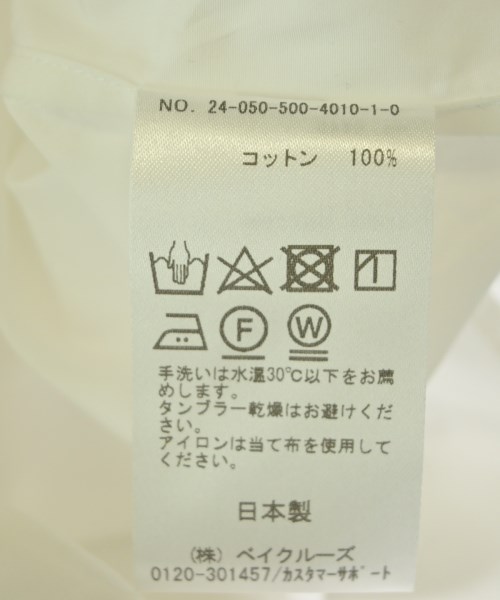 NO. 24-050-500-4010-1-0
コットン 100%
F W
手洗いは水温30℃以下をお薦
めします。
タンブラー乾燥はお避けくだ
さい。
アイロンは当て布を使用して
ください。
日本製
(株) ベイクルーズ
0120-301457/カスタマーサポート